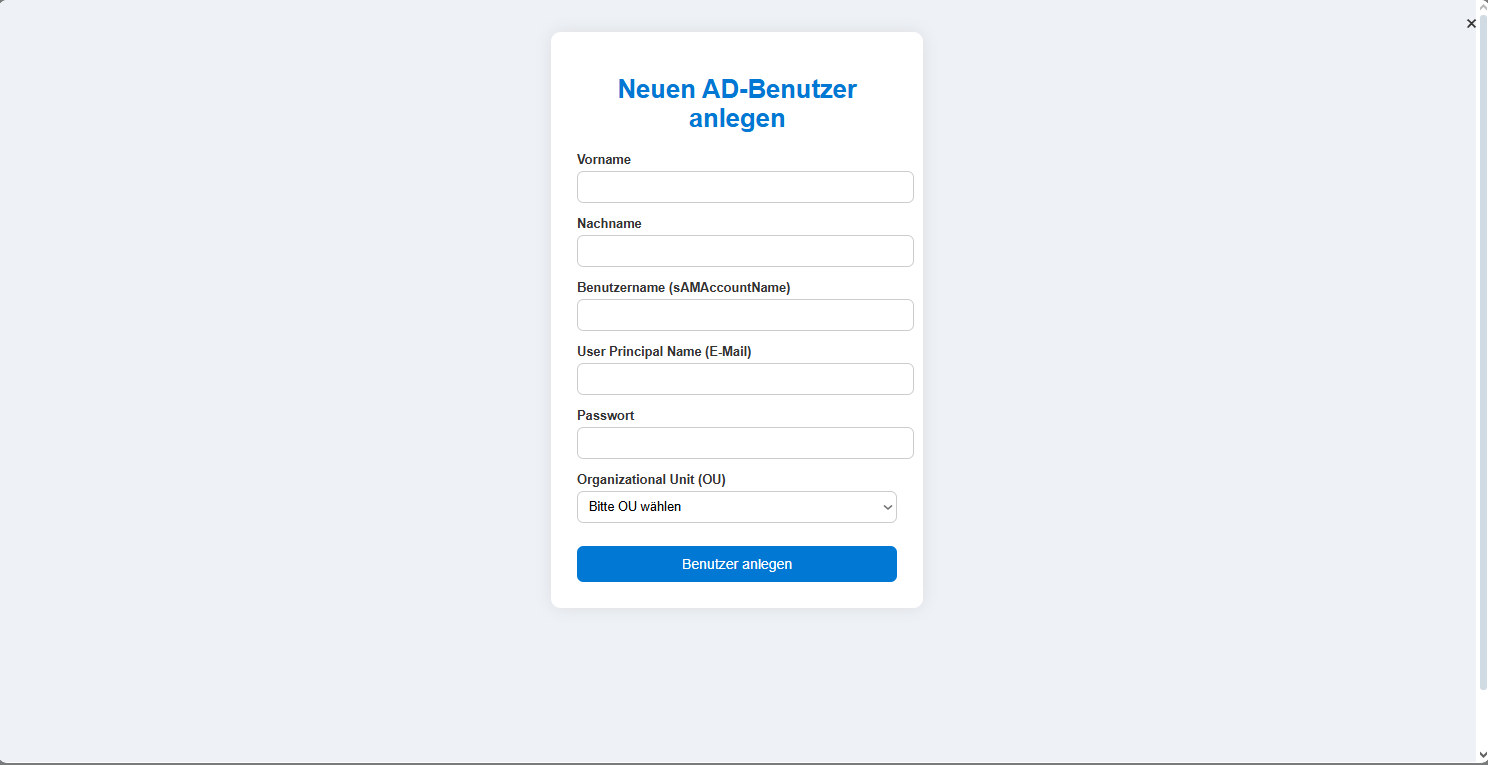 Neuen AD-Benutzer
anlegen
Vorname
Nachname
Benutzername (sAMAccountName)
User Principal Name (E-Mail)
Passwort
Organizational Unit (OU)
Bitte OU wählen
Benutzer anlegen